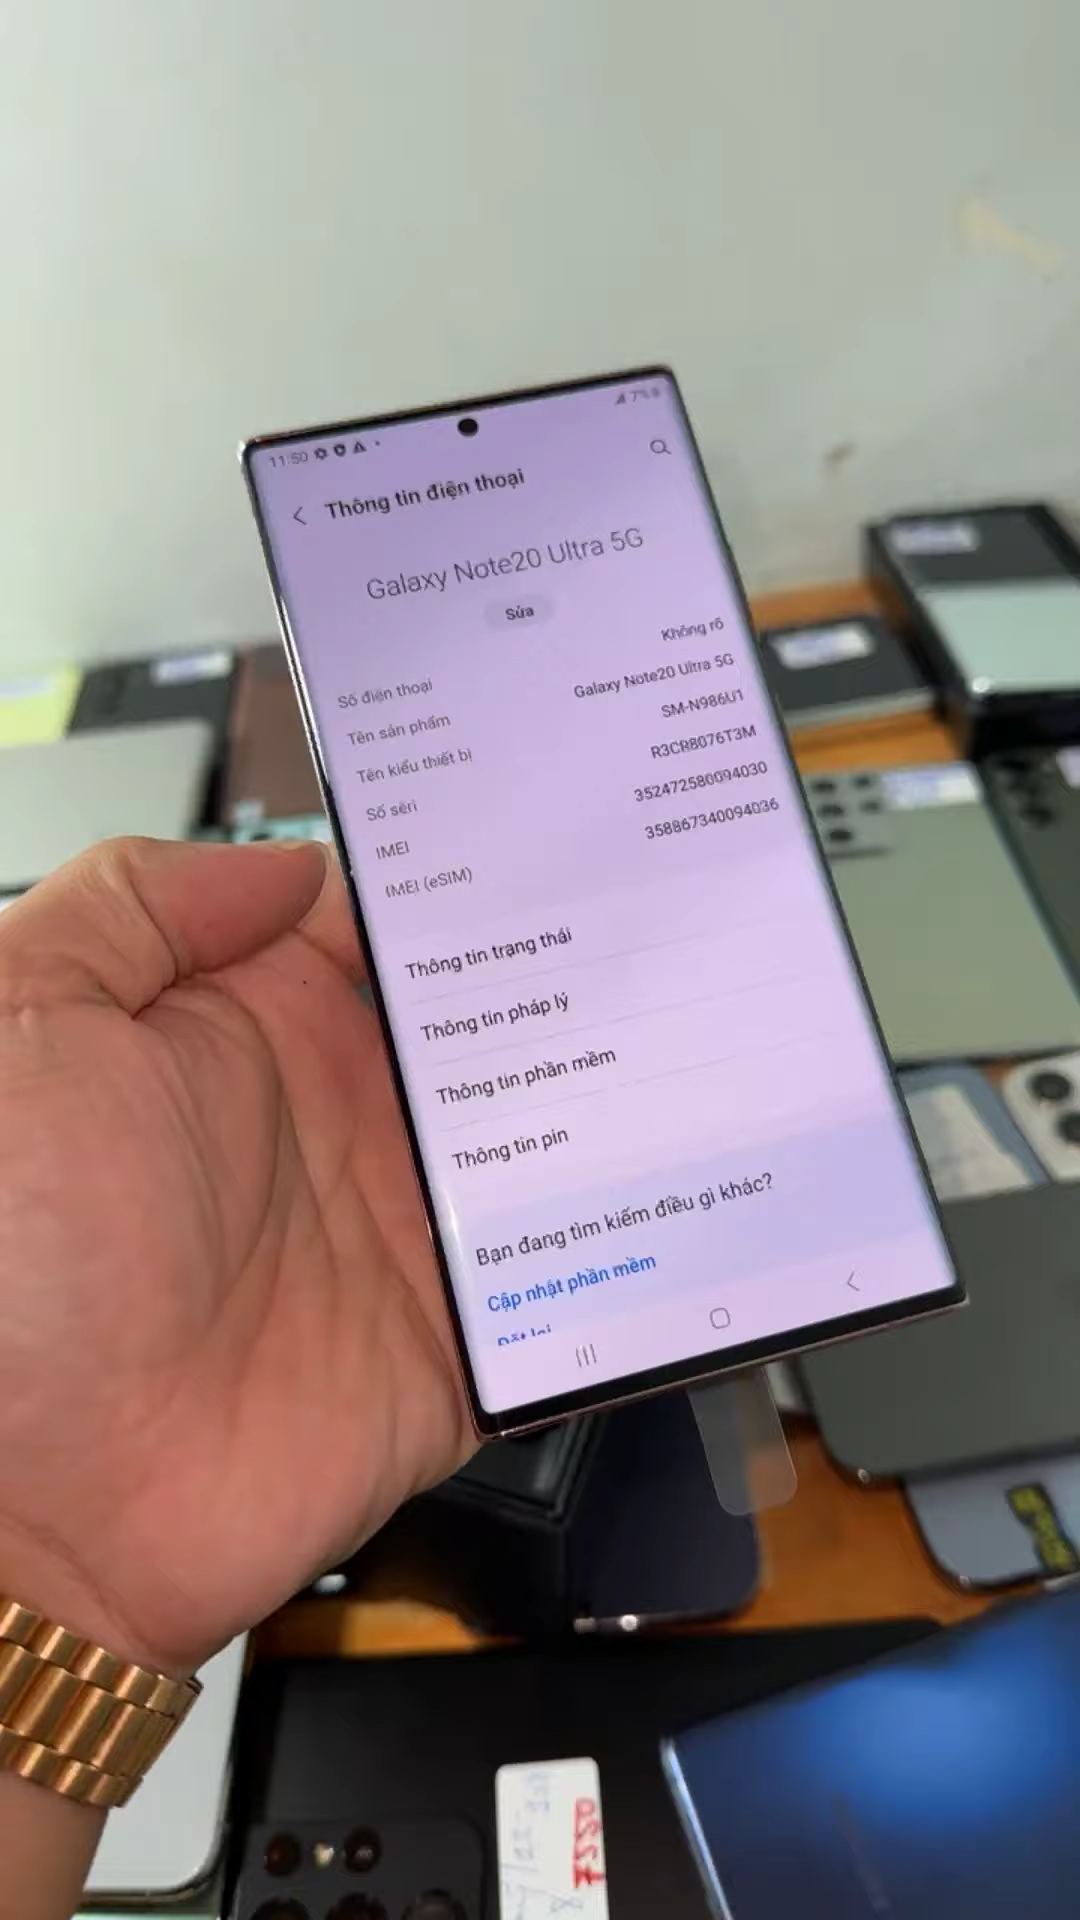 11:50
7%
Thông tin điện thoại
Galaxy Note20 Ultra 5G
Sửa
Số điện thoại Không rõ
Tên sản phẩm Galaxy Note20 Ultra 5G
Tên kiểu thiết bị SM-N986U1
Số sêri R3CR8076T3M
IMEI 352472580094030
IMEI (eSIM) 358867340094036
Thông tin trạng thái
Thông tin pháp lý
Thông tin phần mềm
Thông tin pin
Bạn đang tìm kiếm điều gì khác?
Cập nhật phần mềm
7550